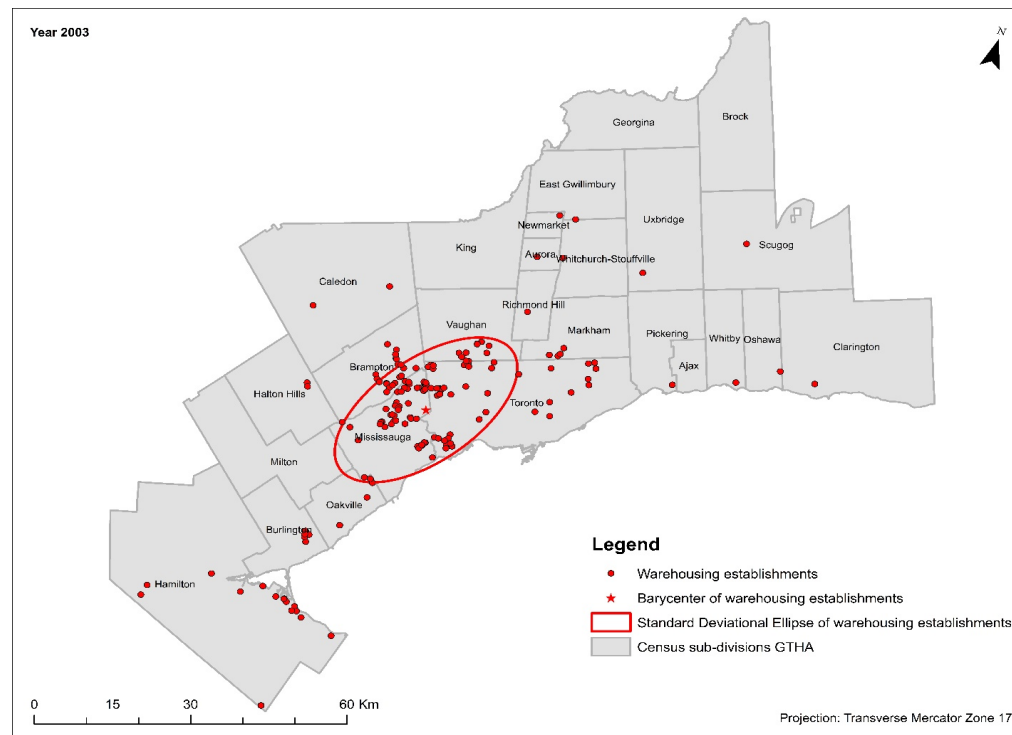 Year 2003
N
Brock
Georgina
East Gwillimbury
Uxbridge
Newmarket
Scugog
King
Aurora
Whitchurch-Stouffville
Caledon
Richmond Hill
Vaughan
Markham
Pickering
Whitby
Oshawa
Clarington
Ajax
Brampton
Halton Hills
Toronto
Mississauga
Milton
Oakville
Burlington
Hamilton
Legend
Warehousing establishments
Barycenter of warehousing establishments
Standard Deviational Ellipse of warehousing establishments
Census sub-divisions GTHA
0 15 30 60 Km
Projection: Transverse Mercator Zone 17